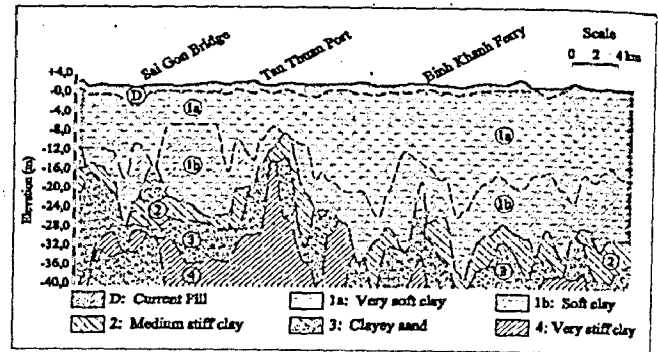 Sai Gon Bridge
Tan Thuan Port
Binh Khanh Ferry
Scale
0 2 4 km
+4,0
-0,0
-4,0
-8,0
-12,0
-16,0
-20,0
-24,0
-28,0
-32,0
-36,0
-40,0
Elevation (m)
D
1a
1a
1b
1b
2
3
4
3
2
D: Current Fill
1a: Very soft clay
1b: Soft clay
2: Medium stiff clay
3: Clayey sand
4: Very stiff clay